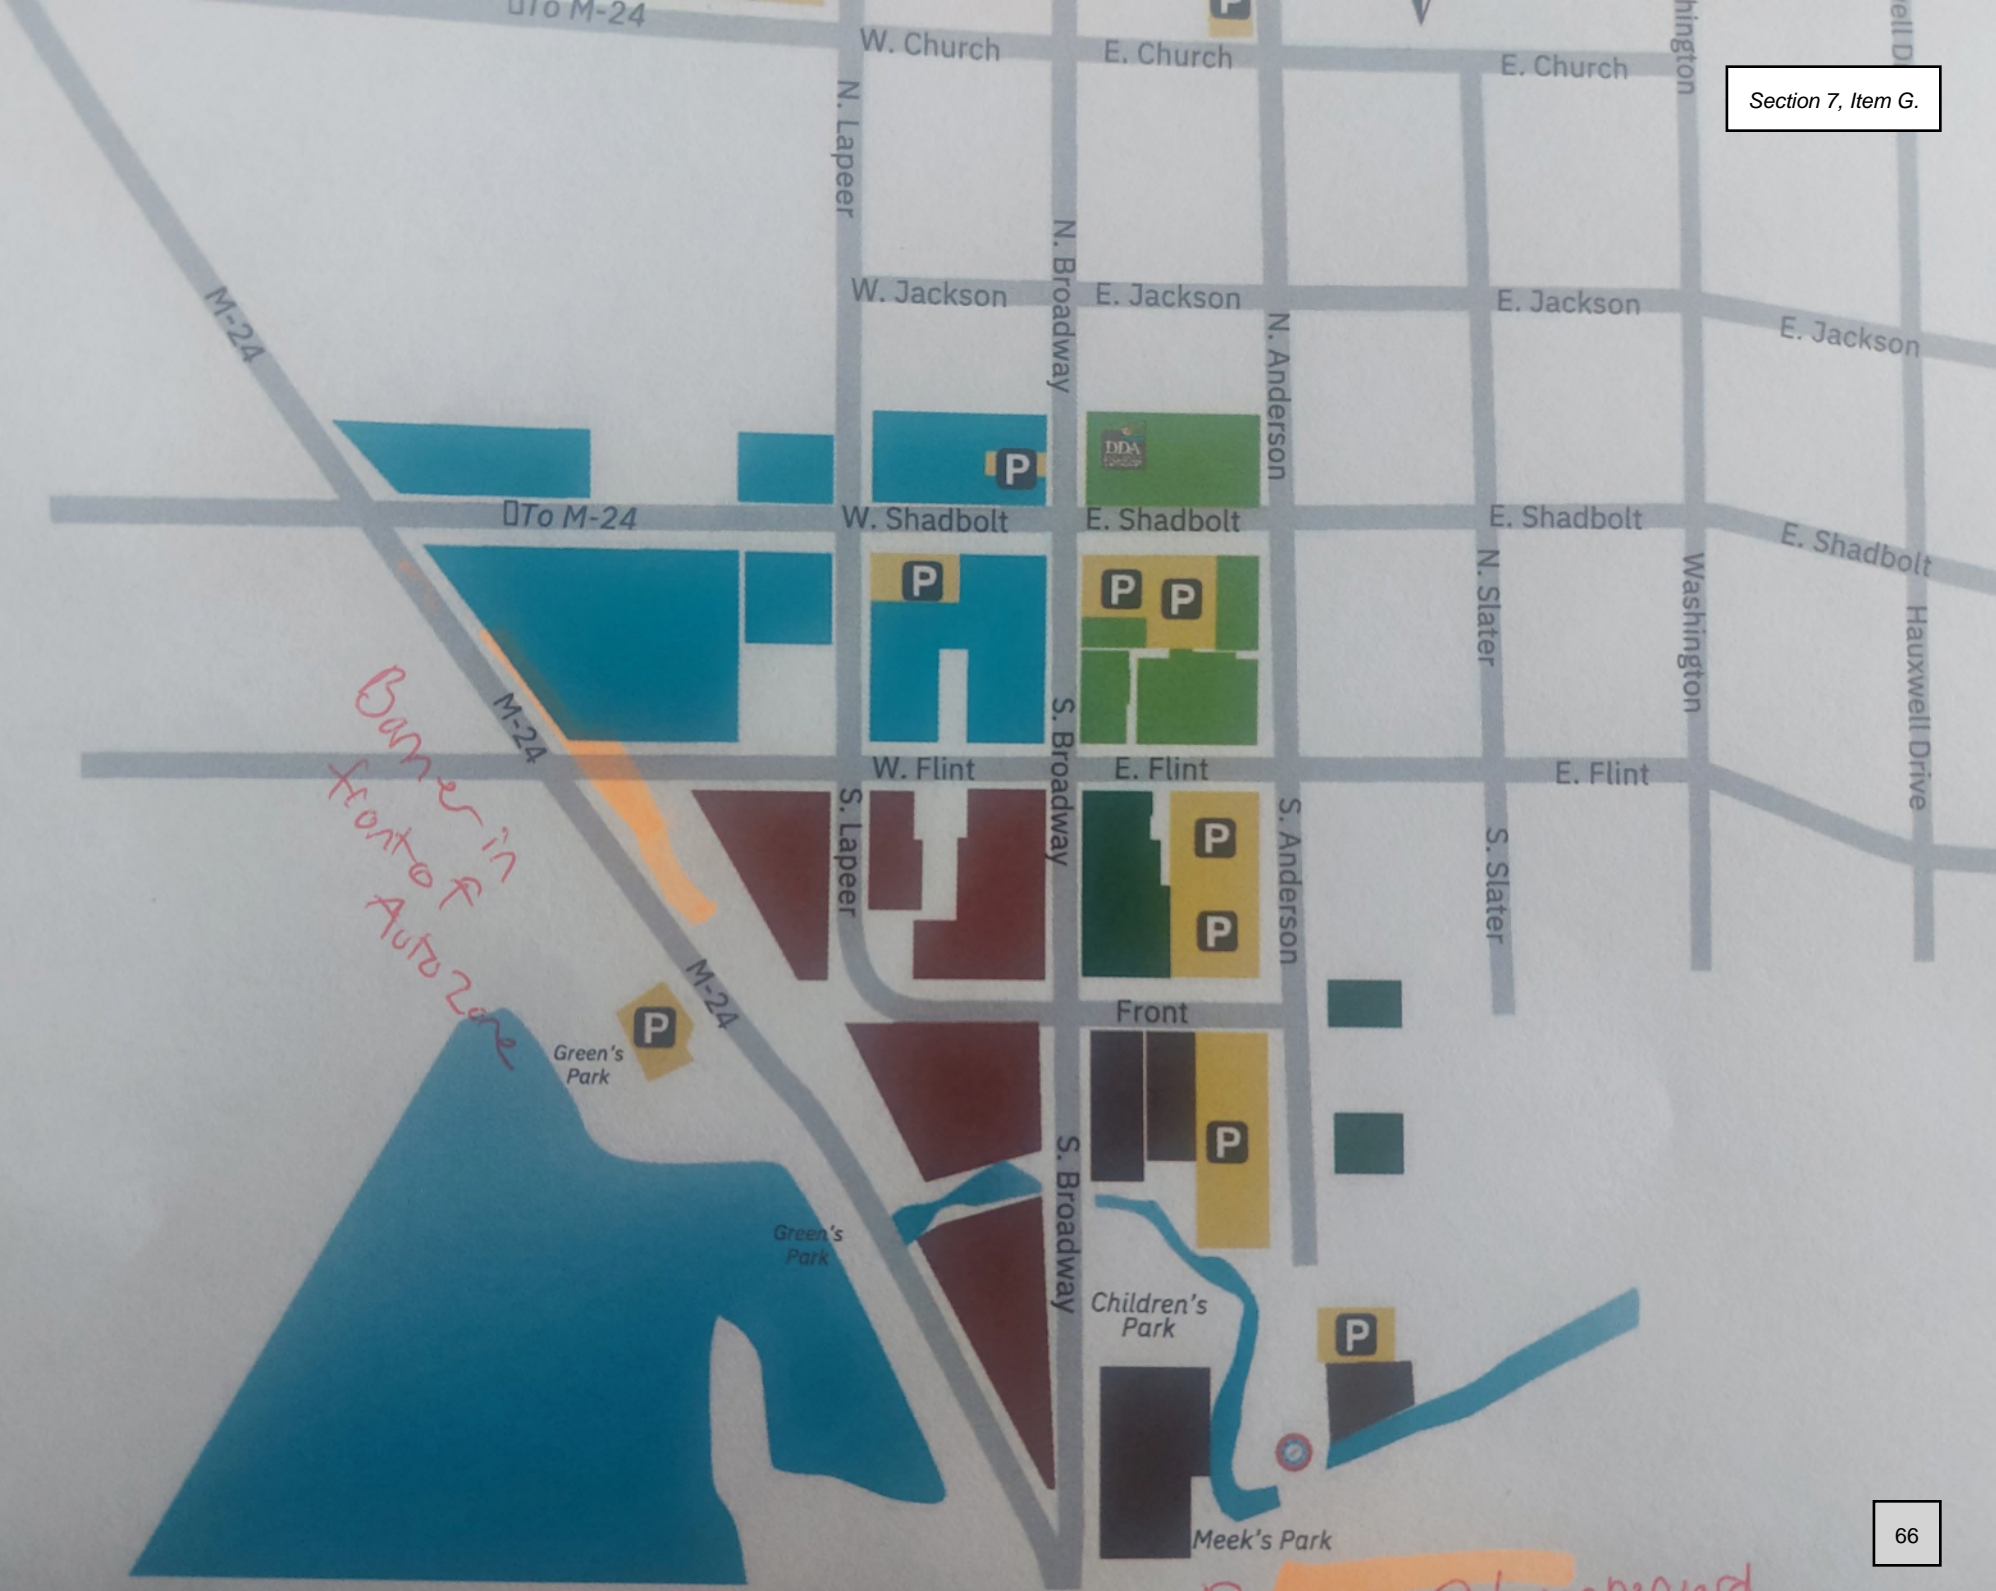 To M-24
W. Church
E. Church
E. Church
Section 7, Item G.
N. Lapeer
N. Broadway
W. Jackson
E. Jackson
E. Jackson
E. Jackson
M-24
N. Anderson
DDA
P
To M-24
W. Shadbolt
E. Shadbolt
E. Shadbolt
E. Shadbolt
P
P
P
N. Slater
Washington
Hauxwell Drive
M-24
S. Broadway
W. Flint
E. Flint
E. Flint
Banner in
front of
Autozone
S. Lapeer
P
P
S. Anderson
S. Slater
M-24
P
Green's
Park
Front
P
S. Broadway
Green's
Park
Children's
Park
P
Meek's Park
66